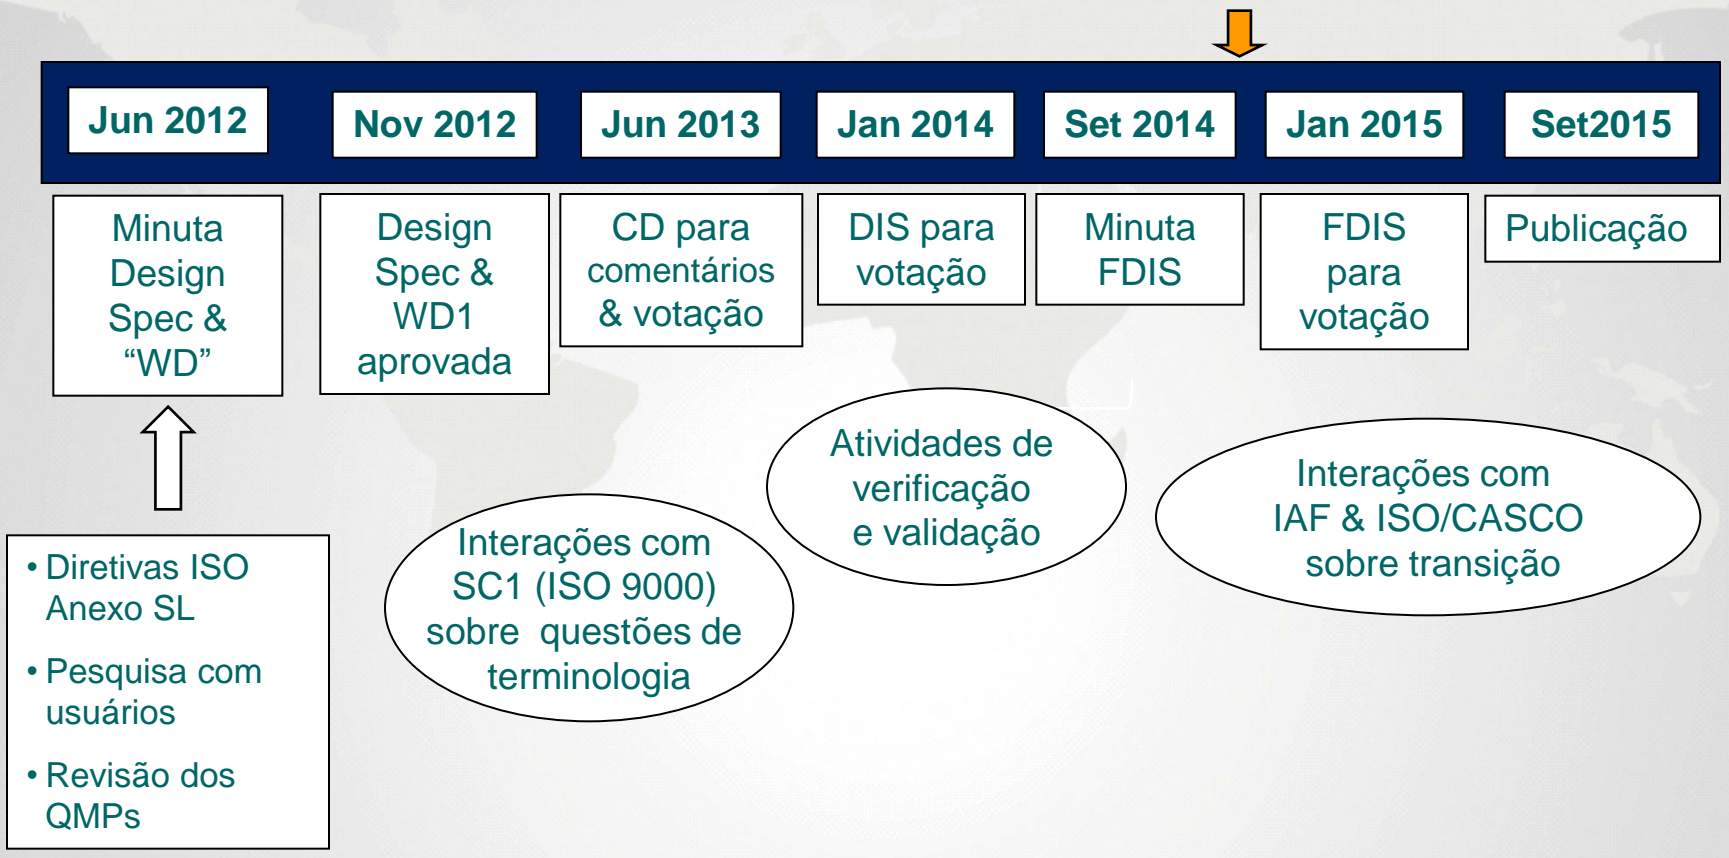 Jun 2012
Nov 2012
Jun 2013
Jan 2014
Set 2014
Jan 2015
Set2015
Minuta
Design
Spec &
“WD”
Design
Spec &
WD1
aprovada
CD para
comentários
& votação
DIS para
votação
Minuta
FDIS
FDIS
para
votação
Publicação
• Diretivas ISO
Anexo SL
• Pesquisa com
usuários
• Revisão dos
QMPs
Interações com
SC1 (ISO 9000)
sobre questões de
terminologia
Atividades de
verificação
e validação
Interações com
IAF & ISO/CASCO
sobre transição